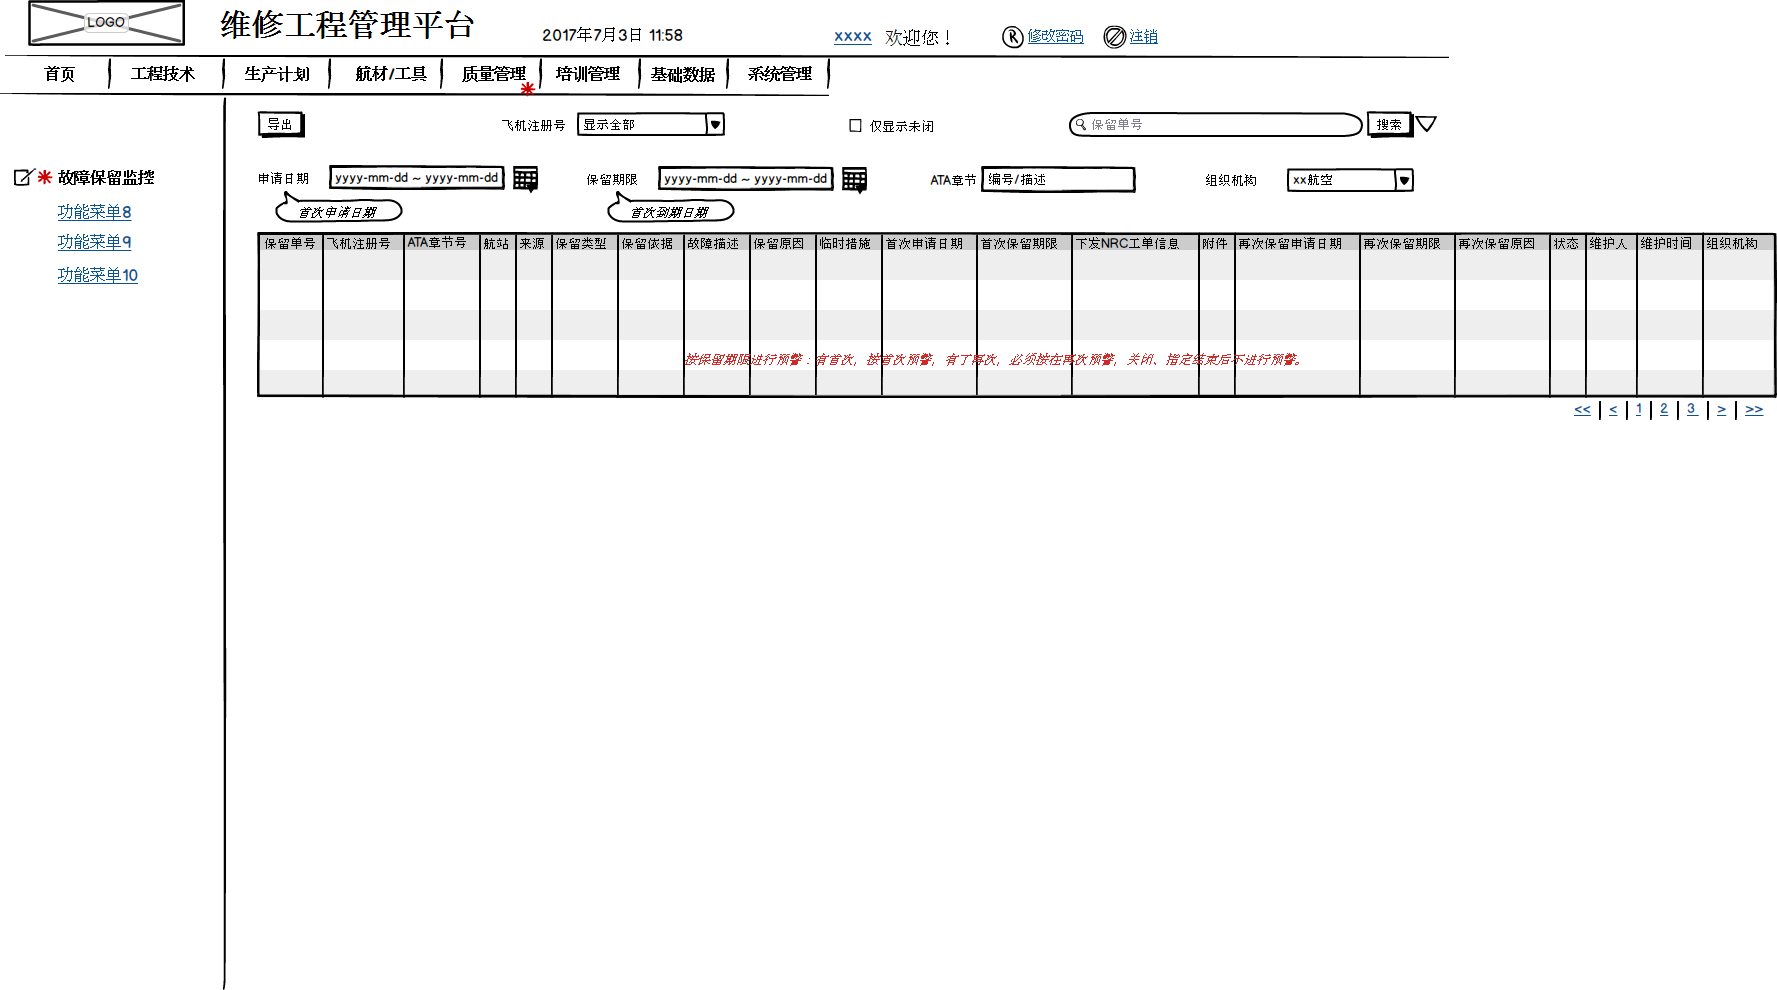 LOGO 维修工程管理平台 2017年7月3日 11:58 xxxx 欢迎您！ R 修改密码 注销
首页 工程技术 生产计划 航材/工具 质量管理 培训管理 基础数据 系统管理
导出 飞机注册号 显示全部 仅显示未闭 保留单号 搜索
故障保留监控 申请日期 yyyy-mm-dd ~ yyyy-mm-dd 保留期限 yyyy-mm-dd ~ yyyy-mm-dd ATA章节 编号/描述 组织机构 xx航空
功能菜单8 首次申请日期 首次到期日期
功能菜单9
功能菜单10
保留单号 飞机注册号 ATA章节号 航站 来源 保留类型 保留依据 故障描述 保留原因 临时措施 首次申请日期 首次保留期限 下发NRC工单信息 附件 再次保留申请日期 再次保留期限 再次保留原因 状态 维护人 维护时间 组织机构
按保留期限进行预警：有首次，按首次预警，有了再次，必须按在再次预警，关闭、指定结束后不进行预警。
<< < 1 2 3 > >>